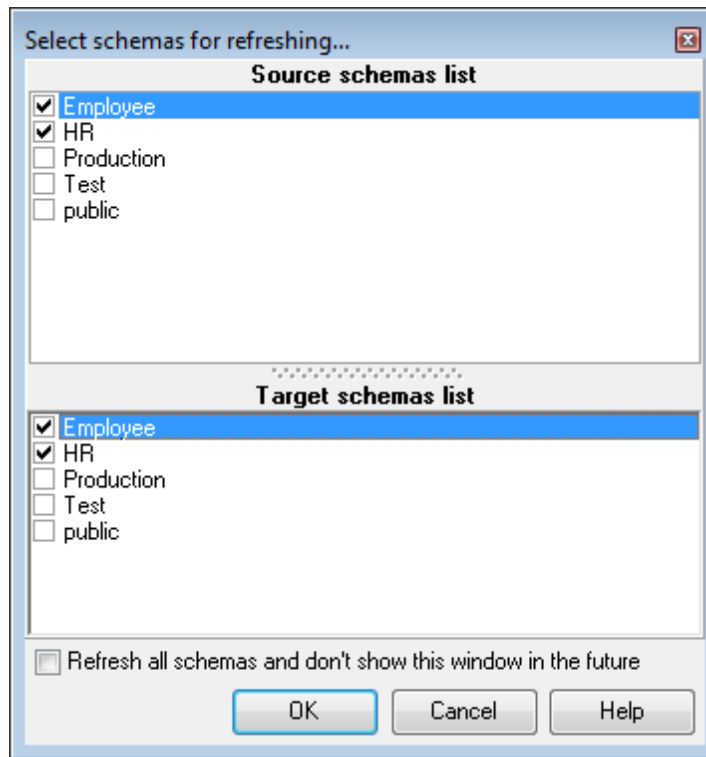 Select schemas for refreshing...
Source schemas list
Employee
HR
Production
Test
public
Target schemas list
Employee
HR
Production
Test
public
Refresh all schemas and don't show this window in the future
OK Cancel Help